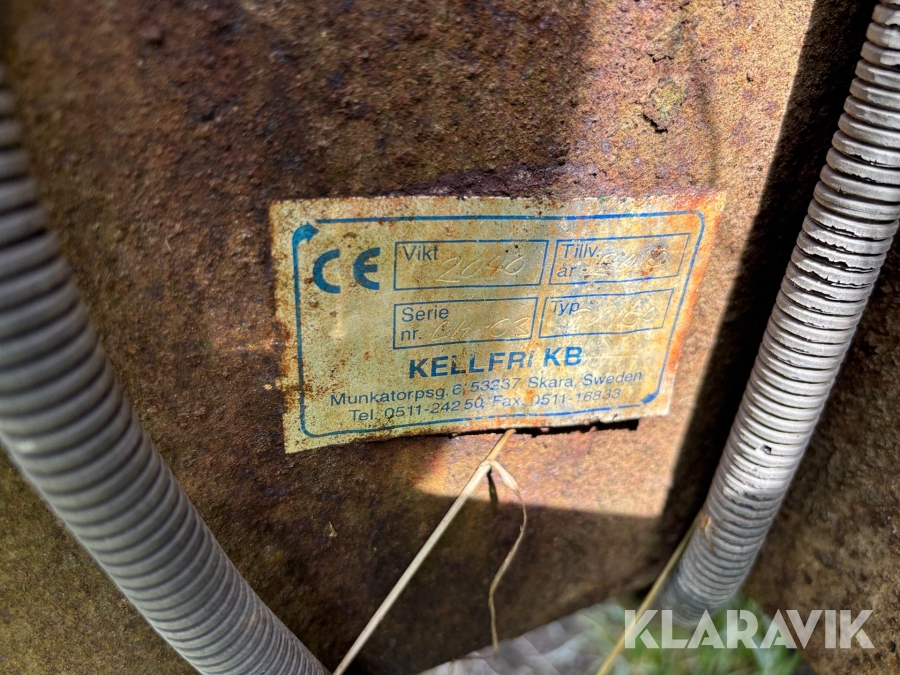 CE
Vikt 2040
Tillv. år
Serie nr.
Typ
KELLFRI KB
Munkatorpsg. 6, 53237 Skara, Sweden
Tel. 0511-242 50, Fax. 0511-16833
KLARAVIK